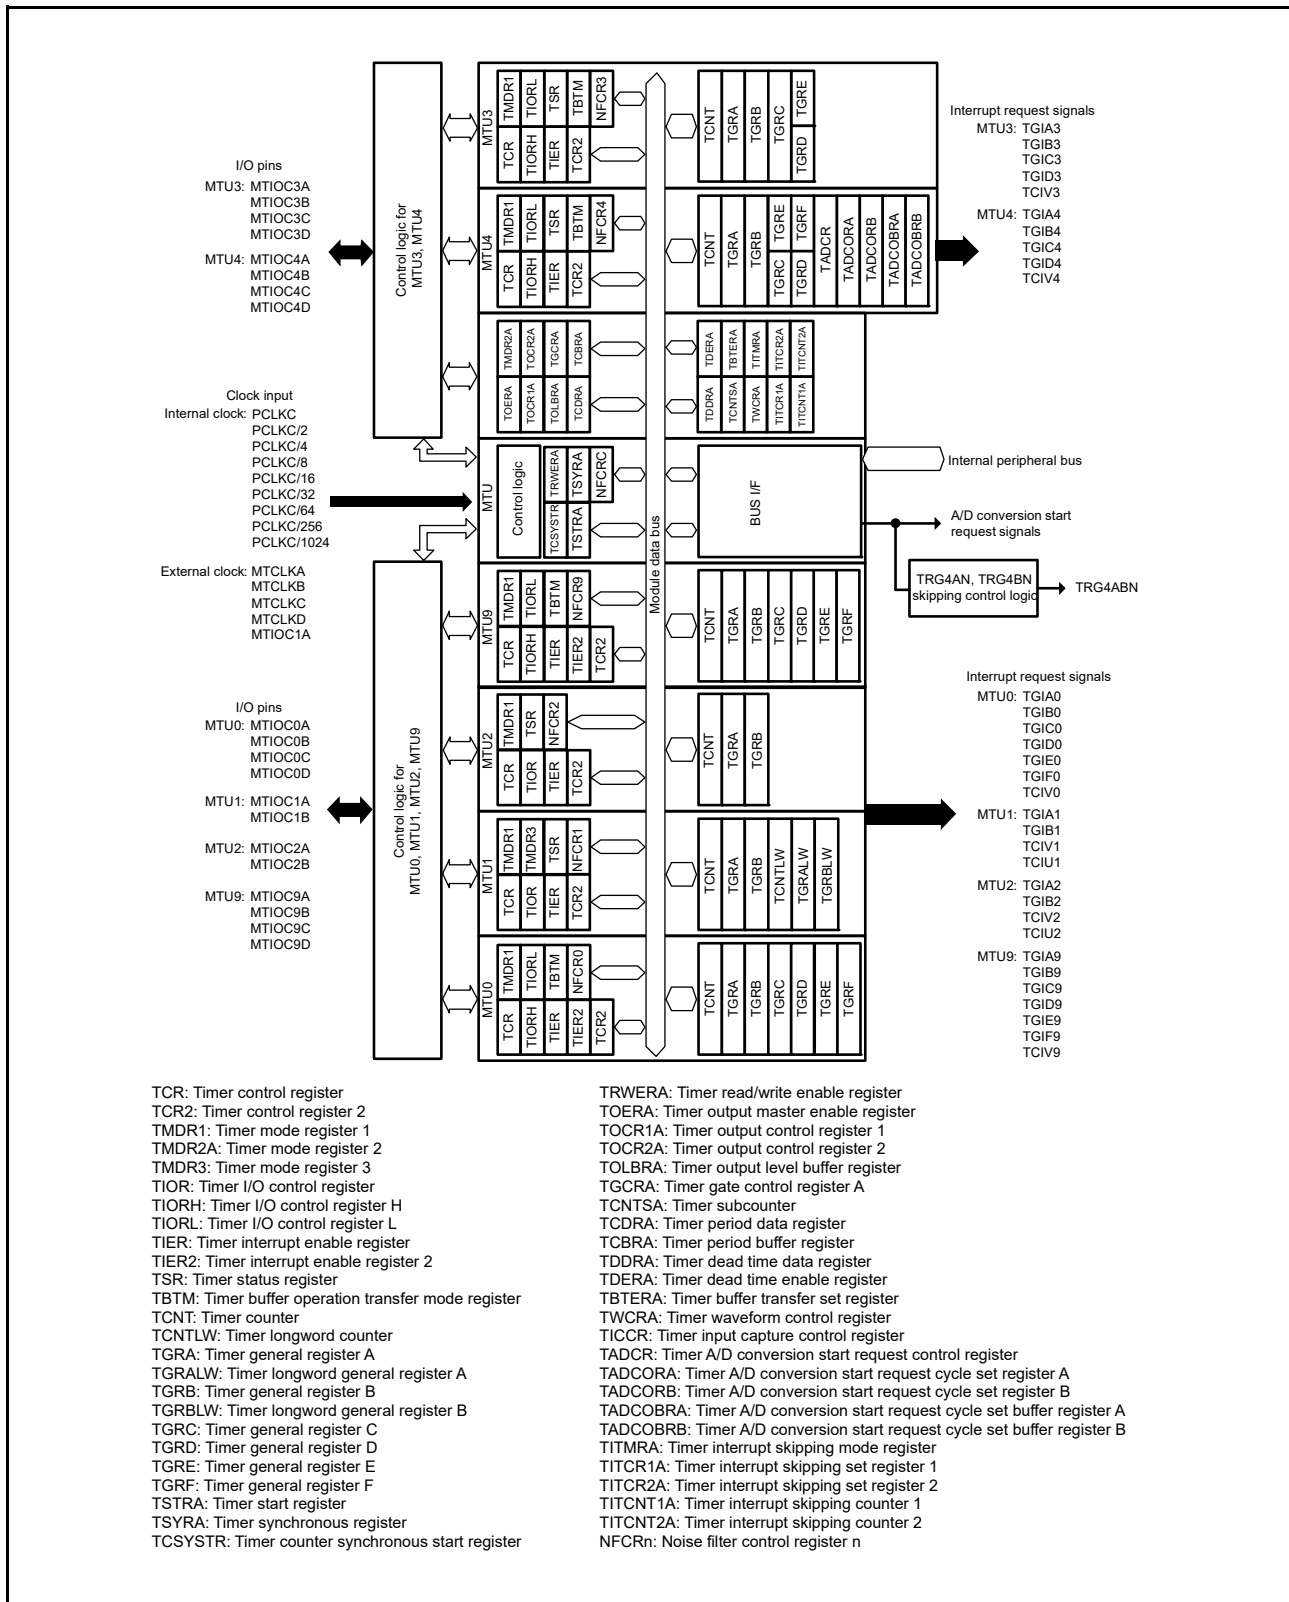 I/O pins
MTU3: MTIOC3A
MTIOC3B
MTIOC3C
MTIOC3D
MTU4: MTIOC4A
MTIOC4B
MTIOC4C
MTIOC4D
Clock input
Internal clock: PCLKC
PCLKC/2
PCLKC/4
PCLKC/8
PCLKC/16
PCLKC/32
PCLKC/64
PCLKC/256
PCLKC/1024
External clock: MTCLKA
MTCLKB
MTCLKC
MTCLKD
MTIOC1A
I/O pins
MTU0: MTIOC0A
MTIOC0B
MTIOC0C
MTIOC0D
MTU1: MTIOC1A
MTIOC1B
MTU2: MTIOC2A
MTIOC2B
MTU9: MTIOC9A
MTIOC9B
MTIOC9C
MTIOC9D
Control logic for
MTU3, MTU4
Control logic for
MTU0, MTU1, MTU2, MTU9
MTU3
TMDR1
TIORL
TSR
TBTM
NFCR3
TCR
TIORH
TIER
TCR2
TCNT
TGRA
TGRB
TGRC
TGRE
TGRD
MTU4
TMDR1
TIORL
TSR
TBTM
NFCR4
TCR
TIORH
TIER
TCR2
TCNT
TGRA
TGRB
TGRE
TGRF
TGRC
TGRD
TADCR
TADCORA
TADCORB
TADCOBRA
TADCOBRB
TMDR2A
TOCR2A
TGCRA
TCBRA
TOERA
TOCR1A
TOLBRA
TCDRA
TDERA
TBTERA
TITMRA
TITCR2A
TITCNT2A
TDDRA
TCNTSA
TWCRA
TITCR1A
TITCNT1A
MTU
Control logic
TRWERA
TSYRA
NFCRC
TCSYSTR
TSTRA
BUS I/F
Module data bus
MTU9
TMDR1
TIORL
TBTM
NFCR9
TCR
TIORH
TIER
TIER2
TCR2
TCNT
TGRA
TGRB
TGRC
TGRD
TGRE
TGRF
MTU2
TMDR1
TSR
NFCR2
TCR
TIOR
TIER
TCR2
TCNT
TGRA
TGRB
MTU1
TMDR1
TMDR3
TSR
NFCR1
TCR
TIOR
TIER
TCR2
TCNT
TGRA
TGRB
TCNTLW
TGRALW
TGRBLW
MTU0
TMDR1
TIORL
TBTM
NFCR0
TCR
TIORH
TIER
TIER2
TCR2
TCNT
TGRA
TGRB
TGRC
TGRD
TGRE
TGRF
Interrupt request signals
MTU3: TGIA3
TGIB3
TGIC3
TGID3
TCIV3
MTU4: TGIA4
TGIB4
TGIC4
TGID4
TCIV4
Internal peripheral bus
A/D conversion start
request signals
TRG4AN, TRG4BN
skipping control logic
TRG4ABN
Interrupt request signals
MTU0: TGIA0
TGIB0
TGIC0
TGID0
TGIE0
TGIF0
TCIV0
MTU1: TGIA1
TGIB1
TCIV1
TCIU1
MTU2: TGIA2
TGIB2
TCIV2
TCIU2
MTU9: TGIA9
TGIB9
TGIC9
TGID9
TGIE9
TGIF9
TCIV9
TCR: Timer control register
TCR2: Timer control register 2
TMDR1: Timer mode register 1
TMDR2A: Timer mode register 2
TMDR3: Timer mode register 3
TIOR: Timer I/O control register
TIORH: Timer I/O control register H
TIORL: Timer I/O control register L
TIER: Timer interrupt enable register
TIER2: Timer interrupt enable register 2
TSR: Timer status register
TBTM: Timer buffer operation transfer mode register
TCNT: Timer counter
TCNTLW: Timer longword counter
TGRA: Timer general register A
TGRALW: Timer longword general register A
TGRB: Timer general register B
TGRBLW: Timer longword general register B
TGRC: Timer general register C
TGRD: Timer general register D
TGRE: Timer general register E
TGRF: Timer general register F
TSTRA: Timer start register
TSYRA: Timer synchronous register
TCSYSTR: Timer counter synchronous start register
TRWERA: Timer read/write enable register
TOERA: Timer output master enable register
TOCR1A: Timer output control register 1
TOCR2A: Timer output control register 2
TOLBRA: Timer output level buffer register
TGCRA: Timer gate control register A
TCNTSA: Timer subcounter
TCDRA: Timer period data register
TCBRA: Timer period buffer register
TDDRA: Timer dead time data register
TDERA: Timer dead time enable register
TBTERA: Timer buffer transfer set register
TWCRA: Timer waveform control register
TICCR: Timer input capture control register
TADCR: Timer A/D conversion start request control register
TADCORA: Timer A/D conversion start request cycle set register A
TADCORB: Timer A/D conversion start request cycle set register B
TADCOBRA: Timer A/D conversion start request cycle set buffer register A
TADCOBRB: Timer A/D conversion start request cycle set buffer register B
TITMRA: Timer interrupt skipping mode register
TITCR1A: Timer interrupt skipping set register 1
TITCR2A: Timer interrupt skipping set register 2
TITCNT1A: Timer interrupt skipping counter 1
TITCNT2A: Timer interrupt skipping counter 2
NFCRn: Noise filter control register n